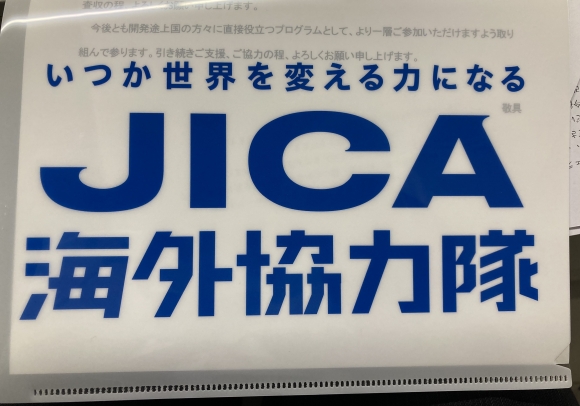 今後とも開発途上国の方々に直接役立つプログラムとして、より一層ご参加いただけますよう取り
組んで参ります。引き続きご支援、ご協力の程、よろしくお願い申し上げます。
いつか世界を変える力になる
敬具
JICA
海外協力隊